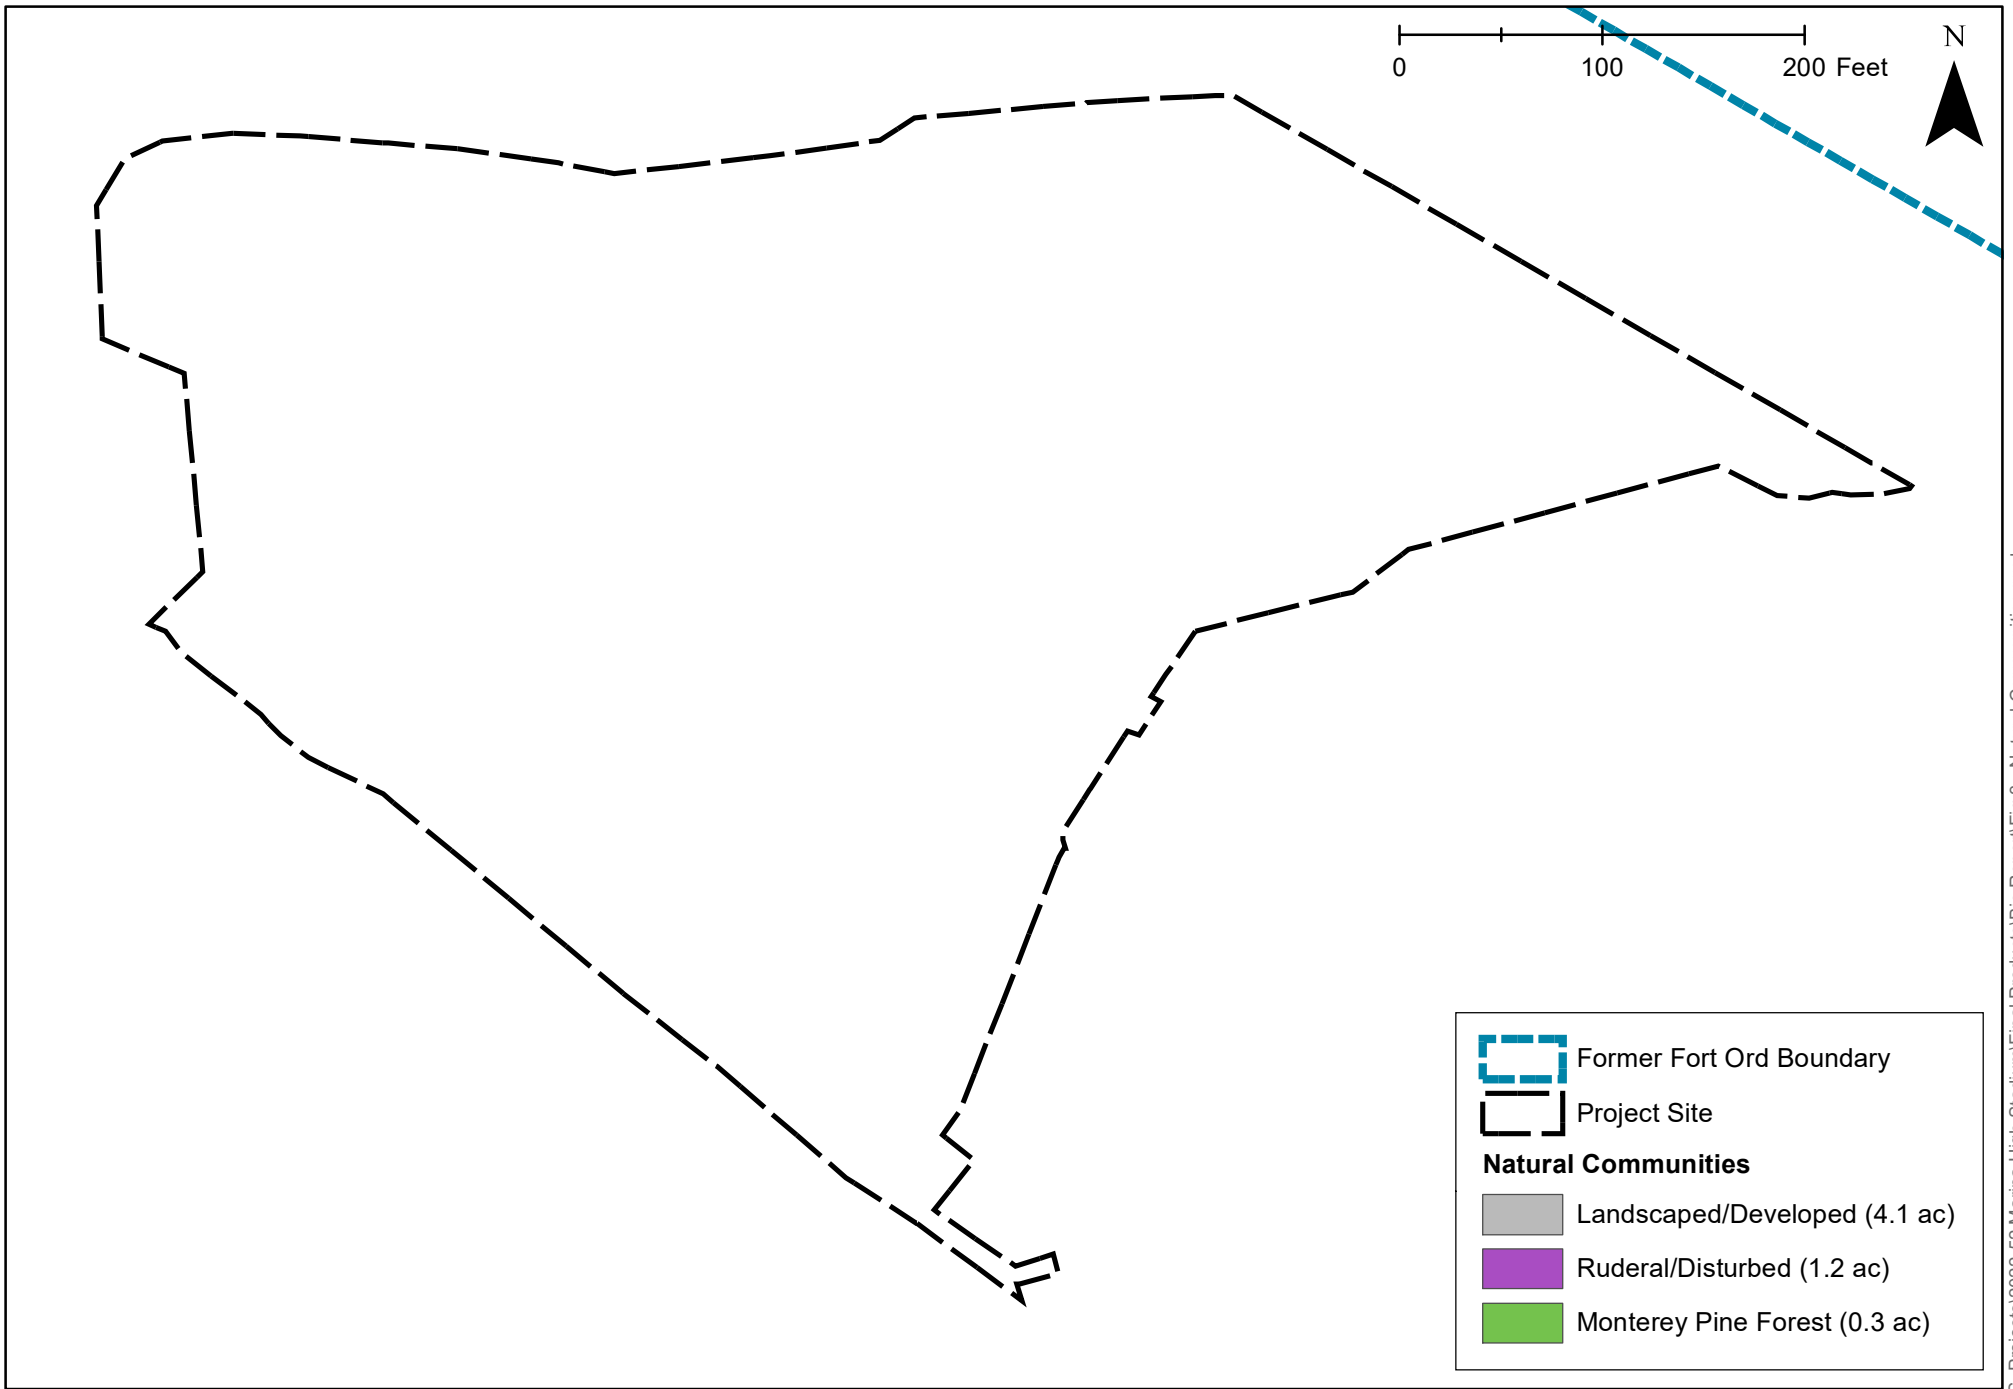 N
0 100 200 Feet
Former Fort Ord Boundary
Project Site
Natural Communities
Landscaped/Developed (4.1 ac)
Ruderal/Disturbed (1.2 ac)
Monterey Pine Forest (0.3 ac)